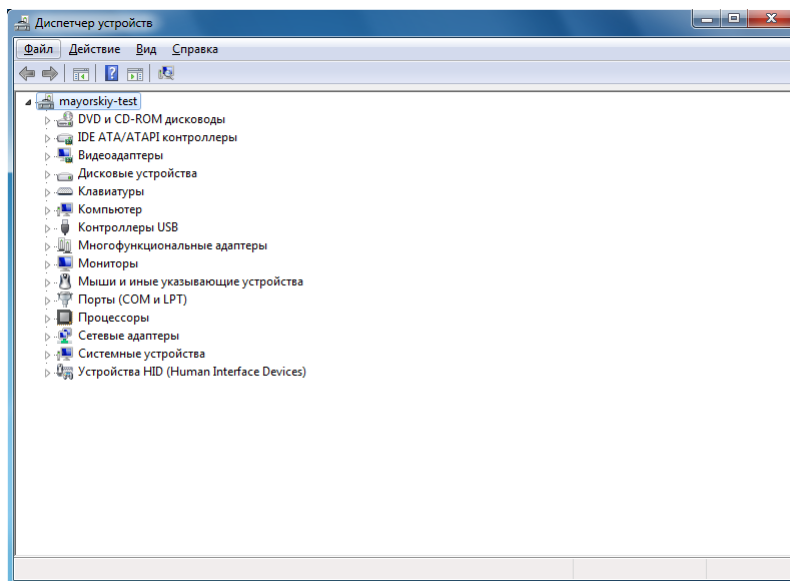 Диспетчер устройств
Файл Действие Вид Справка
mayorskiy-test
DVD и CD-ROM дисководы
IDE ATA/ATAPI контроллеры
Видеоадаптеры
Дисковые устройства
Клавиатуры
Компьютер
Контроллеры USB
Многофункциональные адаптеры
Мониторы
Мыши и иные указывающие устройства
Порты (COM и LPT)
Процессоры
Сетевые адаптеры
Системные устройства
Устройства HID (Human Interface Devices)